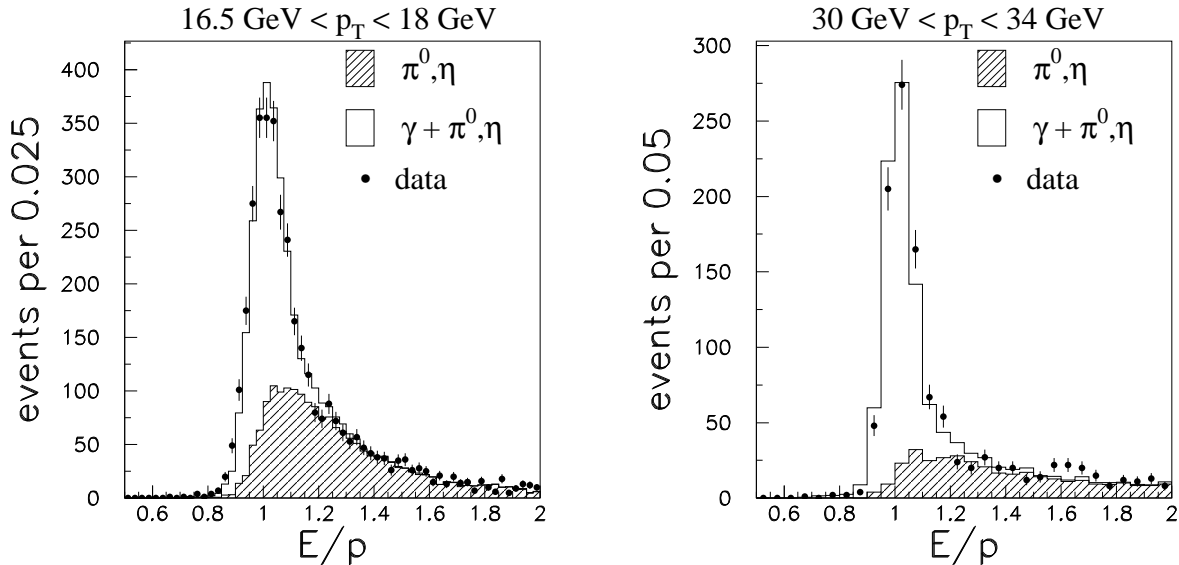 16.5 GeV < p_T < 18 GeV
events per 0.025
400
350
300
250
200
150
100
50
0
π⁰,η
γ + π⁰,η
data
0.6 0.8 1 1.2 1.4 1.6 1.8 2
E/p
30 GeV < p_T < 34 GeV
events per 0.05
300
250
200
150
100
50
0
π⁰,η
γ + π⁰,η
data
0.6 0.8 1 1.2 1.4 1.6 1.8 2
E/p